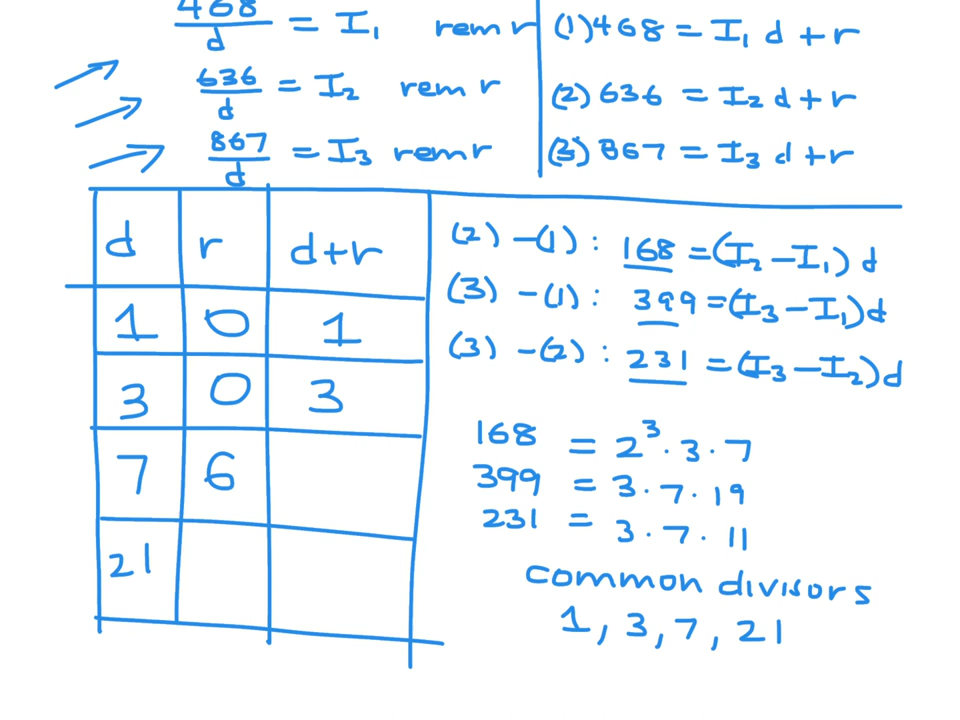 468/d = I₁ rem r
636/d = I₂ rem r
867/d = I₃ rem r
(1) 468 = I₁ d + r
(2) 636 = I₂ d + r
(3) 867 = I₃ d + r
d r d+r
1 0 1
3 0 3
7 6
21
(2) - (1) : 168 = (I₂ - I₁) d
(3) - (1) : 399 = (I₃ - I₁) d
(3) - (2) : 231 = (I₃ - I₂) d
168 = 2³ · 3 · 7
399 = 3 · 7 · 19
231 = 3 · 7 · 11
common divisors
1, 3, 7, 21